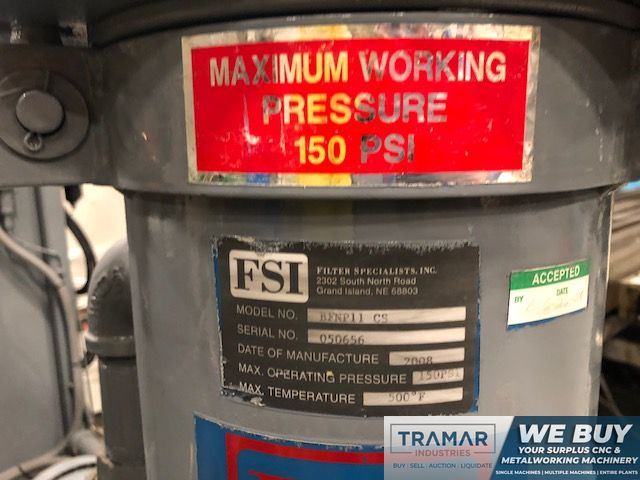 MAXIMUM WORKING
PRESSURE
150 PSI
FSI
FILTER SPECIALISTS, INC.
2302 South North Road
Grand Island, NE 68803
MODEL NO. BFNP11 CS
SERIAL NO. 050656
DATE OF MANUFACTURE 2008
MAX. OPERATING PRESSURE 150PSI
MAX. TEMPERATURE 500°F
ACCEPTED
BY DATE
TRAMAR
INDUSTRIES
BUY | SELL | AUCTION | LIQUIDATE
WE BUY
YOUR SURPLUS CNC &
METALWORKING MACHINERY
SINGLE MACHINES | MULTIPLE MACHINES | ENTIRE PLANTS